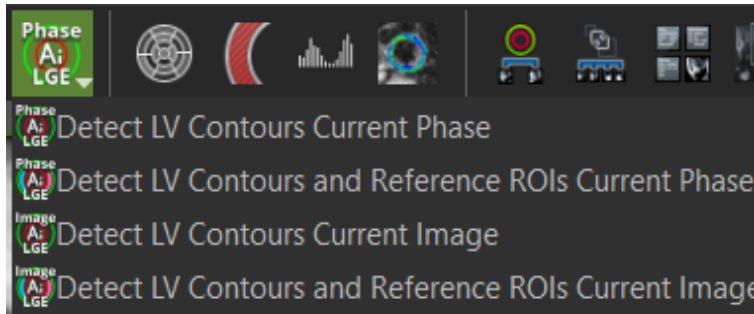 Phase
Ai
LGE
Phase
Ai
LGE
Detect LV Contours Current Phase
Phase
Ai
LGE
Detect LV Contours and Reference ROIs Current Phase
Image
Ai
LGE
Detect LV Contours Current Image
Image
Ai
LGE
Detect LV Contours and Reference ROIs Current Image